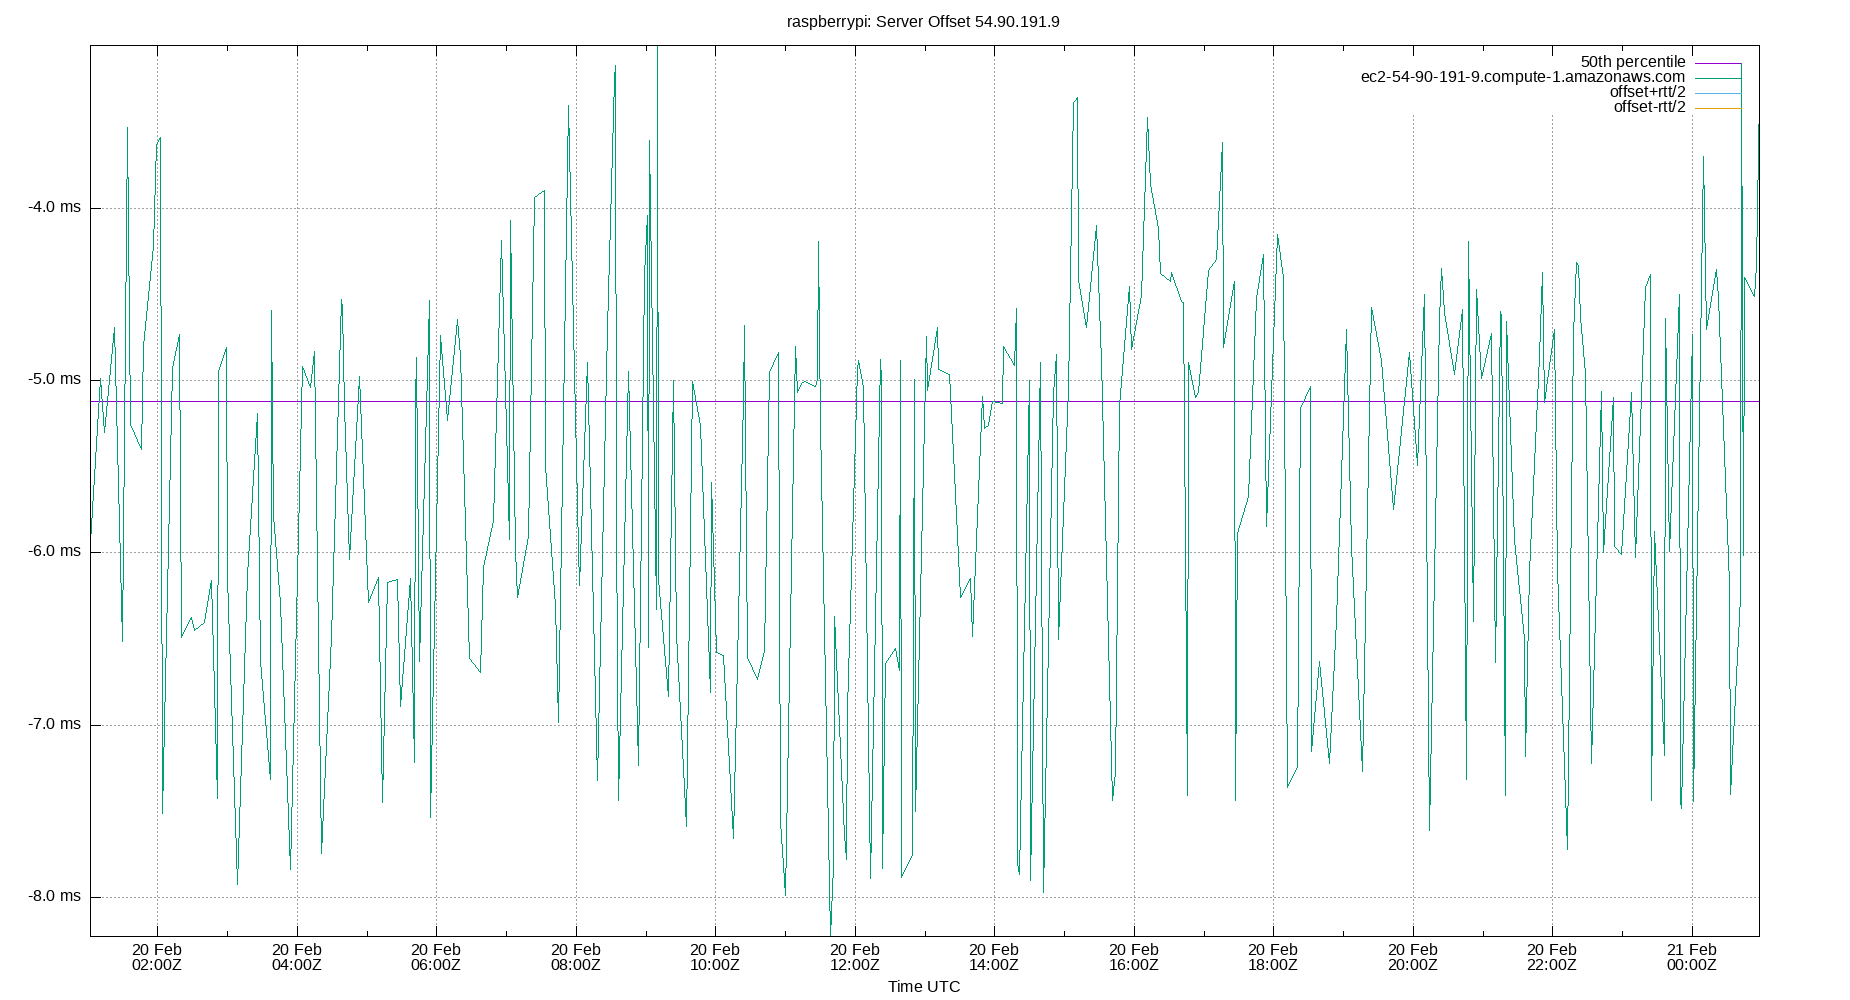 raspberrypi: Server Offset 54.90.191.9
50th percentile
ec2-54-90-191-9.compute-1.amazonaws.com
offset+rtt/2
offset-rtt/2
-4.0 ms
-5.0 ms
-6.0 ms
-7.0 ms
-8.0 ms
20 Feb 20 Feb 20 Feb 20 Feb 20 Feb 20 Feb 20 Feb 20 Feb 20 Feb 20 Feb 20 Feb 21 Feb
02:00Z 04:00Z 06:00Z 08:00Z 10:00Z 12:00Z 14:00Z 16:00Z 18:00Z 20:00Z 22:00Z 00:00Z
Time UTC